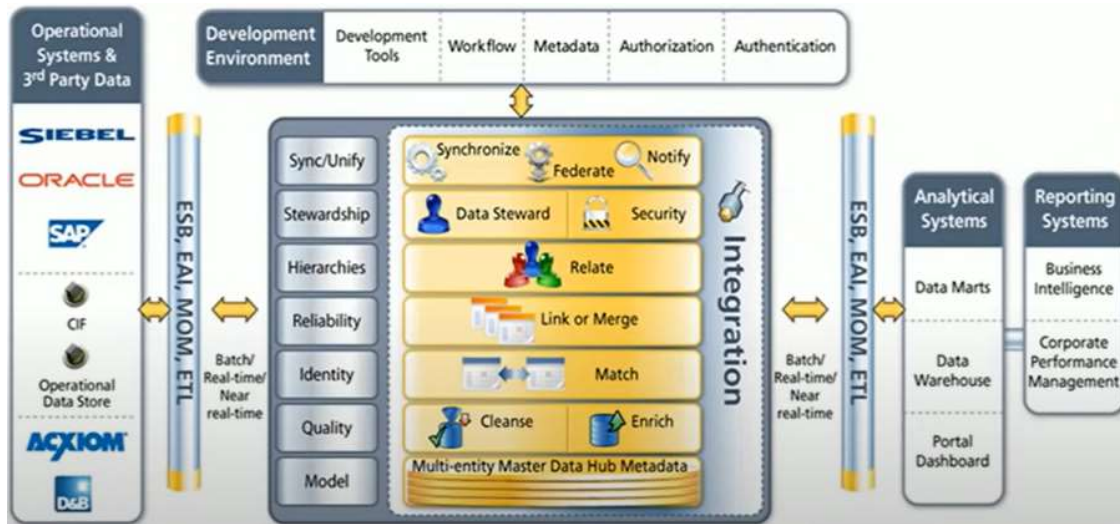 Operational
Systems &
3rd Party Data
SIEBEL
ORACLE
SAP
CIF
Operational
Data Store
ACXIOM
D&B
Development
Environment
Development
Tools
Workflow
Metadata
Authorization
Authentication
ESB, EAI, MOM, ETL
Batch/
Real-time/
Near
real-time
Sync/Unify
Synchronize
Federate
Notify
Stewardship
Data Steward
Security
Hierarchies
Relate
Reliability
Link or Merge
Identity
Match
Quality
Cleanse
Enrich
Model
Multi-entity Master Data Hub Metadata
Integration
Batch/
Real-time/
Near
real-time
ESB, EAI, MOM, ETL
Analytical
Systems
Data Marts
Data
Warehouse
Portal
Dashboard
Reporting
Systems
Business
Intelligence
Corporate
Performance
Management